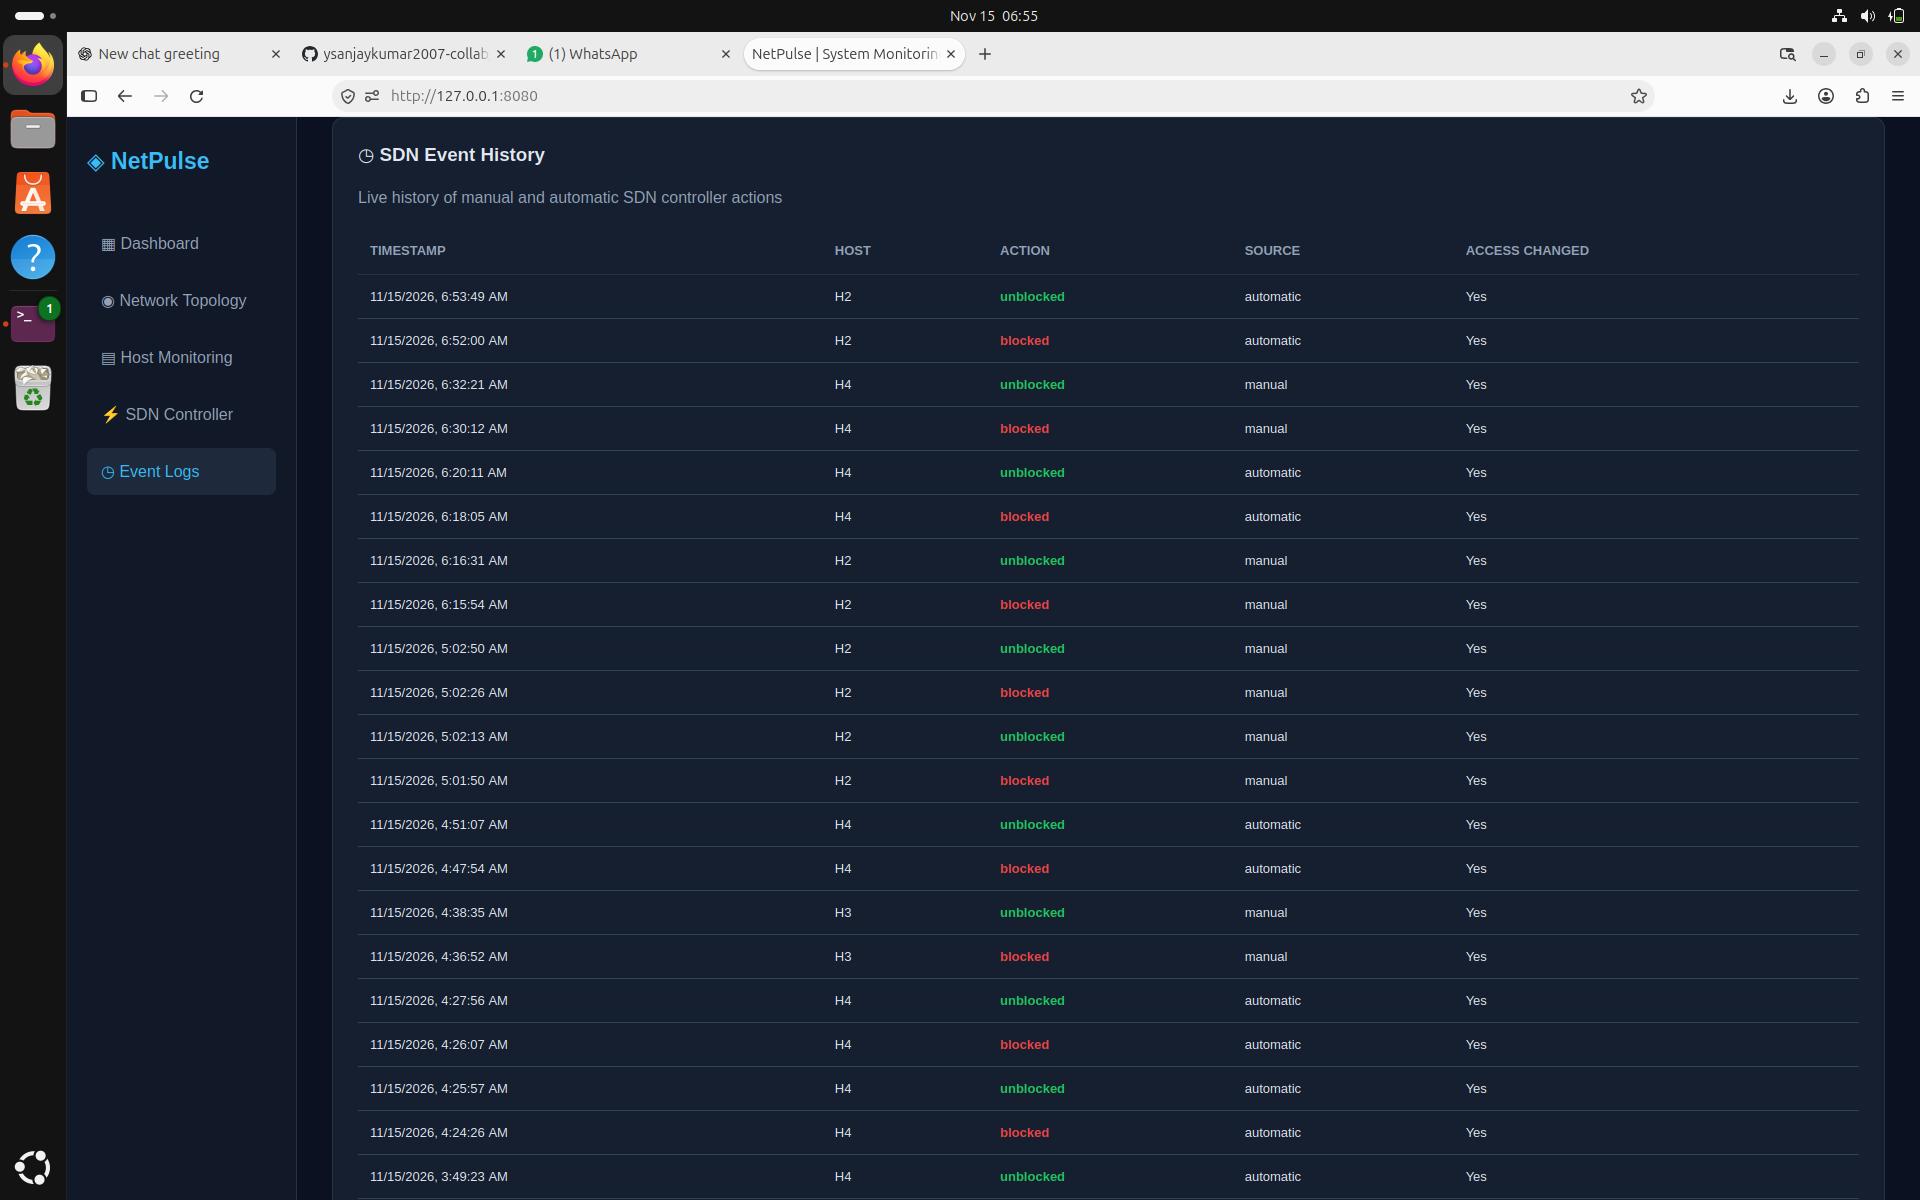 Nov 15 06:55
New chat greeting
ysanjaykumar2007-collab
1 (1) WhatsApp
NetPulse | System Monitorin
http://127.0.0.1:8080
1
◈ NetPulse
Dashboard
Network Topology
Host Monitoring
SDN Controller
Event Logs
SDN Event History
Live history of manual and automatic SDN controller actions
TIMESTAMP HOST ACTION SOURCE ACCESS CHANGED
11/15/2026, 6:53:49 AM H2 unblocked automatic Yes
11/15/2026, 6:52:00 AM H2 blocked automatic Yes
11/15/2026, 6:32:21 AM H4 unblocked manual Yes
11/15/2026, 6:30:12 AM H4 blocked manual Yes
11/15/2026, 6:20:11 AM H4 unblocked automatic Yes
11/15/2026, 6:18:05 AM H4 blocked automatic Yes
11/15/2026, 6:16:31 AM H2 unblocked manual Yes
11/15/2026, 6:15:54 AM H2 blocked manual Yes
11/15/2026, 5:02:50 AM H2 unblocked manual Yes
11/15/2026, 5:02:26 AM H2 blocked manual Yes
11/15/2026, 5:02:13 AM H2 unblocked manual Yes
11/15/2026, 5:01:50 AM H2 blocked manual Yes
11/15/2026, 4:51:07 AM H4 unblocked automatic Yes
11/15/2026, 4:47:54 AM H4 blocked automatic Yes
11/15/2026, 4:38:35 AM H3 unblocked manual Yes
11/15/2026, 4:36:52 AM H3 blocked manual Yes
11/15/2026, 4:27:56 AM H4 unblocked automatic Yes
11/15/2026, 4:26:07 AM H4 blocked automatic Yes
11/15/2026, 4:25:57 AM H4 unblocked automatic Yes
11/15/2026, 4:24:26 AM H4 blocked automatic Yes
11/15/2026, 3:49:23 AM H4 unblocked automatic Yes